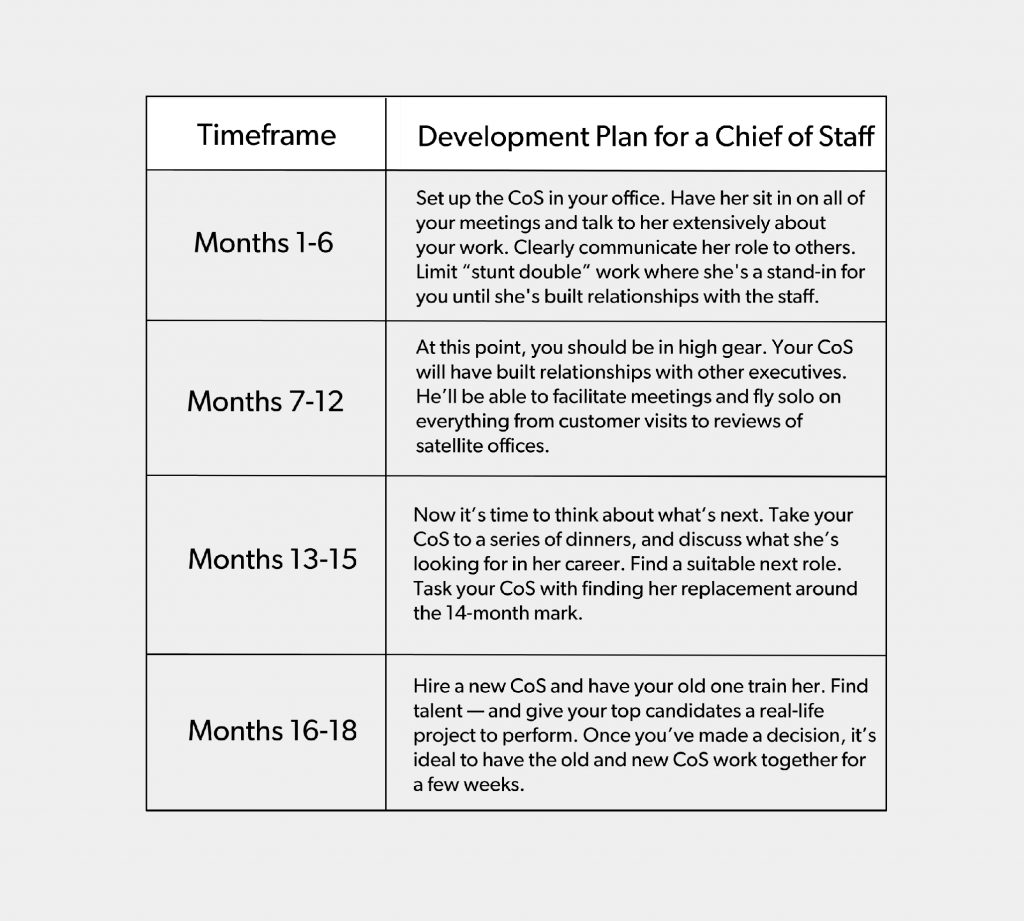 Timeframe
Development Plan for a Chief of Staff
Months 1-6
Set up the CoS in your office. Have her sit in on all of
your meetings and talk to her extensively about
your work. Clearly communicate her role to others.
Limit “stunt double” work where she's a stand-in for
you until she's built relationships with the staff.
Months 7-12
At this point, you should be in high gear. Your CoS
will have built relationships with other executives.
He’ll be able to facilitate meetings and fly solo on
everything from customer visits to reviews of
satellite offices.
Months 13-15
Now it’s time to think about what’s next. Take your
CoS to a series of dinners, and discuss what she’s
looking for in her career. Find a suitable next role.
Task your CoS with finding her replacement around
the 14-month mark.
Months 16-18
Hire a new CoS and have your old one train her. Find
talent — and give your top candidates a real-life
project to perform. Once you’ve made a decision, it’s
ideal to have the old and new CoS work together for
a few weeks.